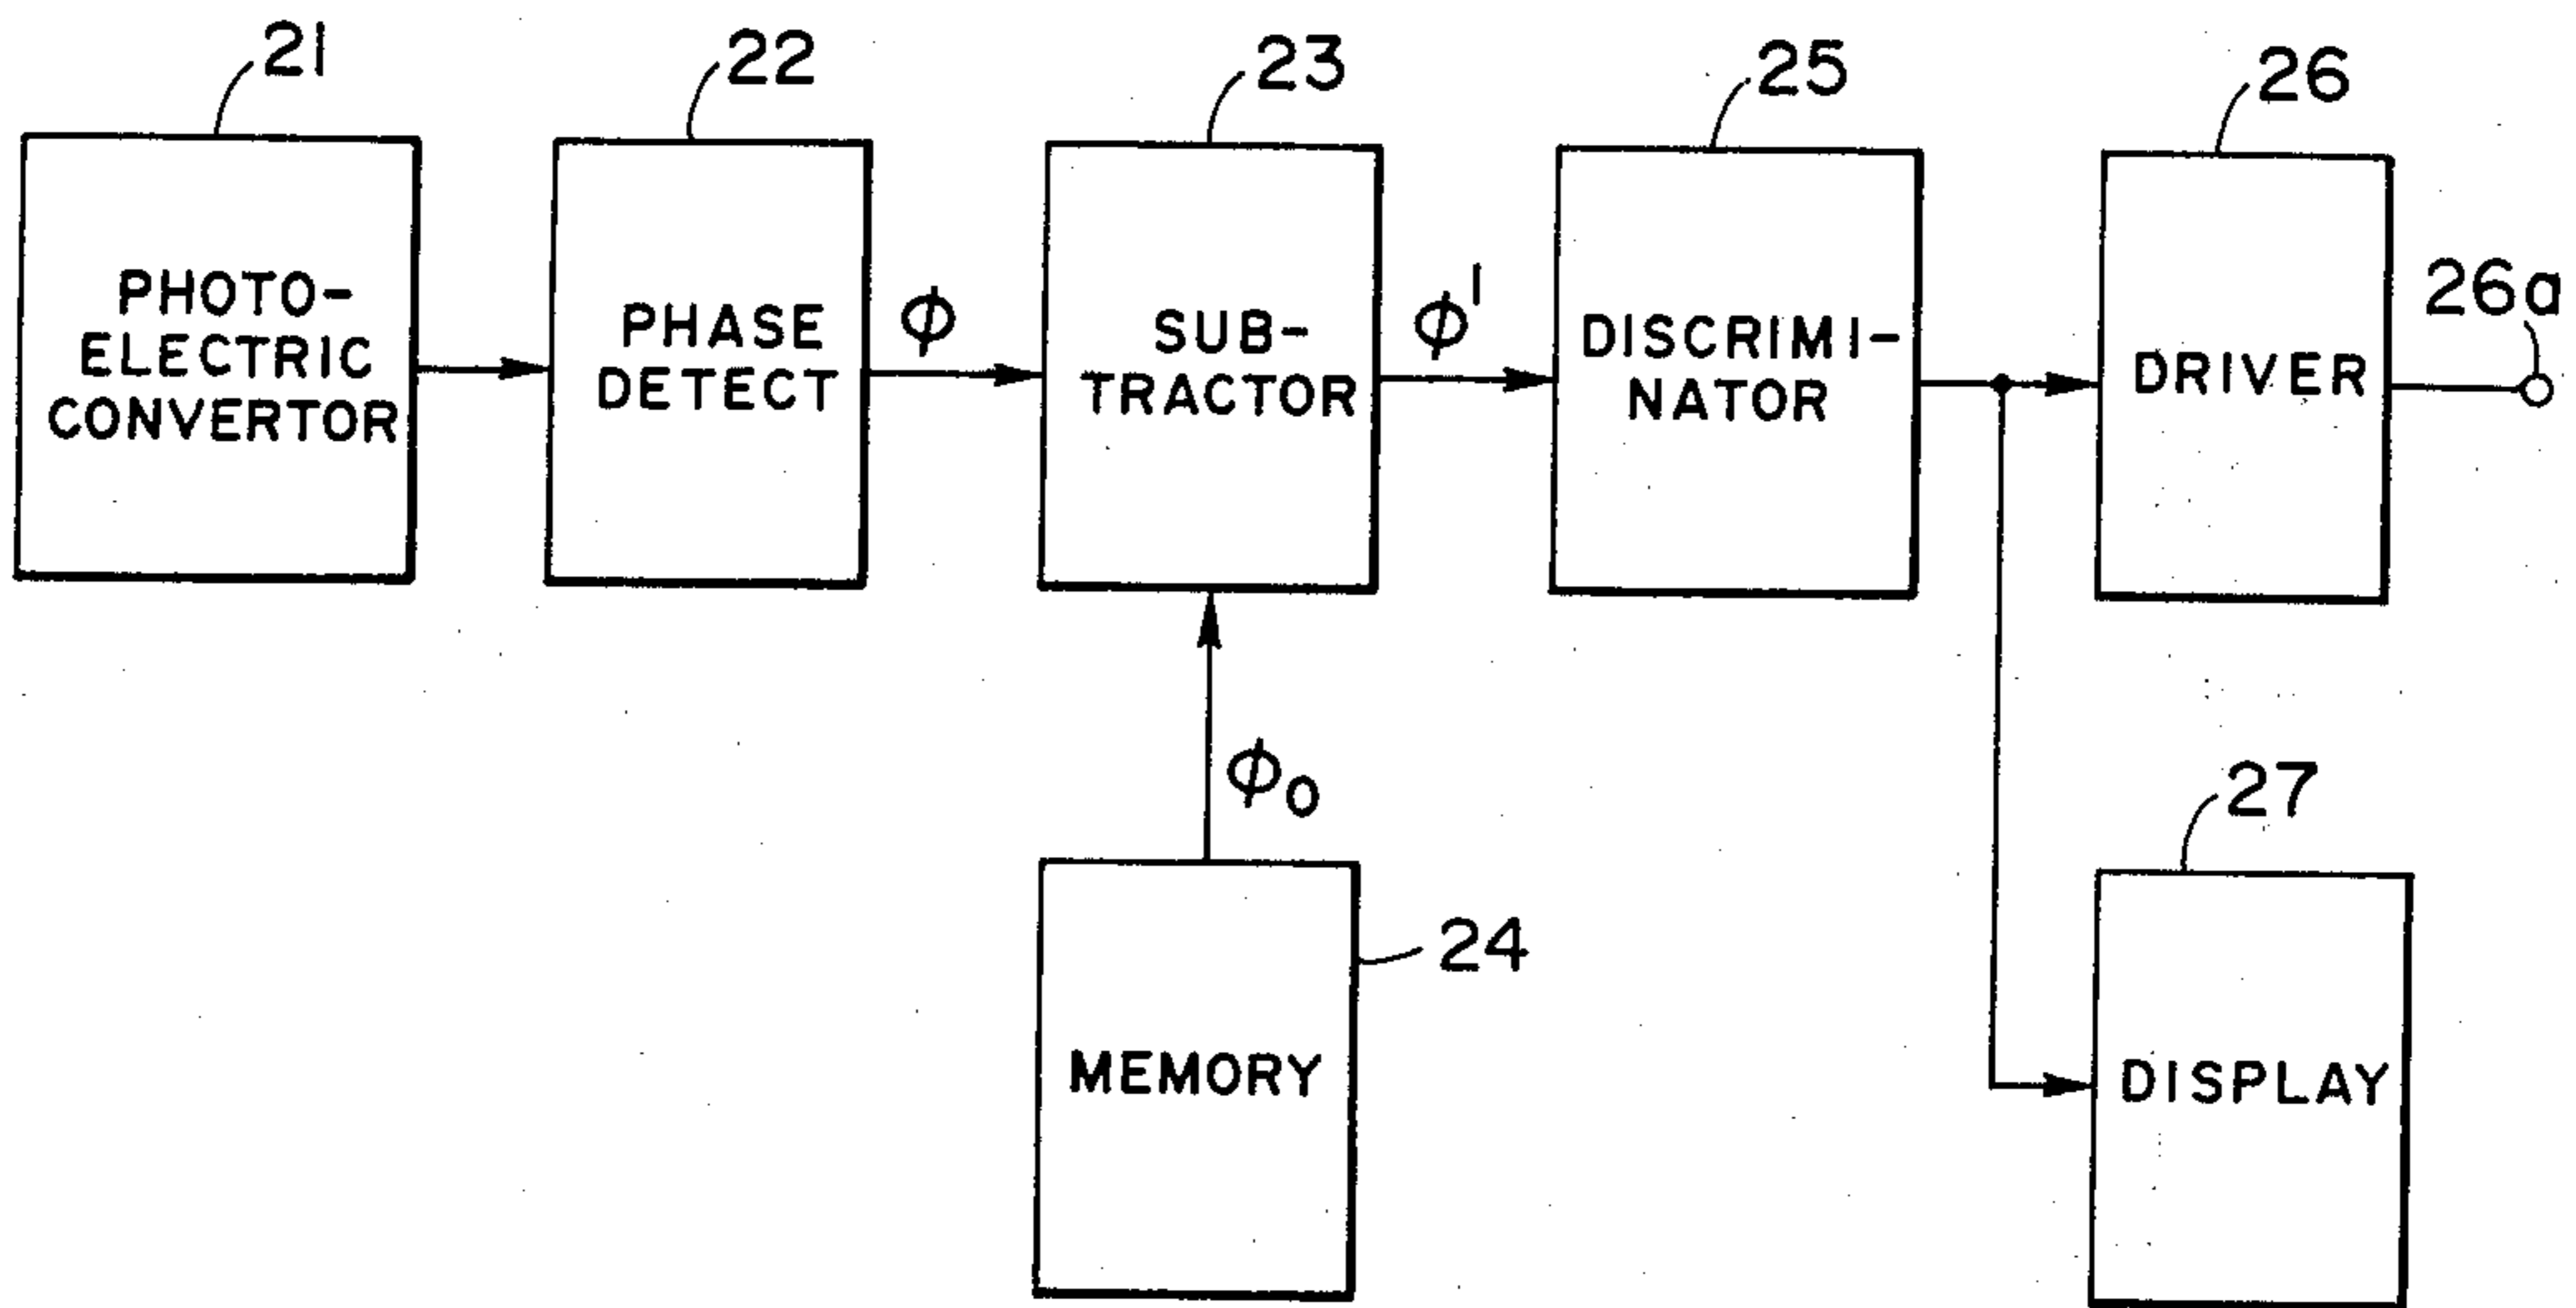 21
22
23
25
26
PHOTO-
ELECTRIC
CONVERTOR
PHASE
DETECT
ϕ
SUB-
TRACTOR
ϕ'
DISCRIMI-
NATOR
DRIVER
26a
ϕ₀
27
24
MEMORY
DISPLAY